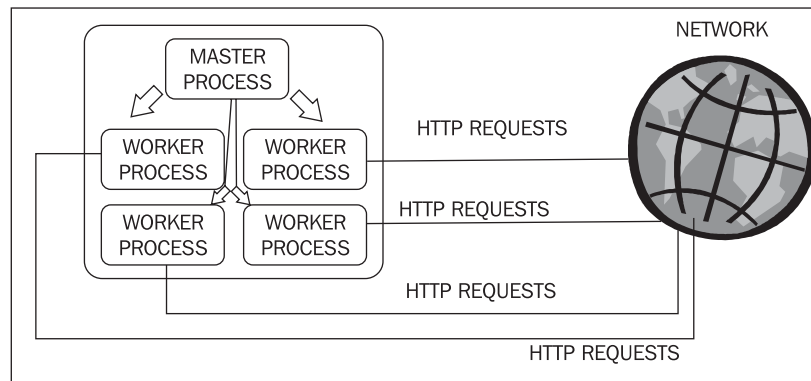 NETWORK
MASTER
PROCESS
HTTP REQUESTS
WORKER
PROCESS
WORKER
PROCESS
HTTP REQUESTS
WORKER
PROCESS
WORKER
PROCESS
HTTP REQUESTS
HTTP REQUESTS